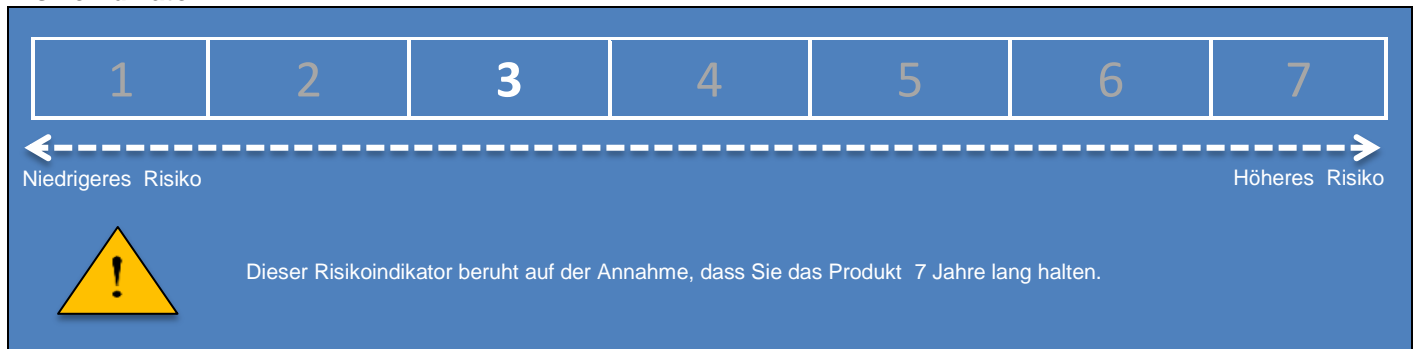 1 2 3 4 5 6 7
Niedrigeres Risiko Höheres Risiko
! Dieser Risikoindikator beruht auf der Annahme, dass Sie das Produkt 7 Jahre lang halten.